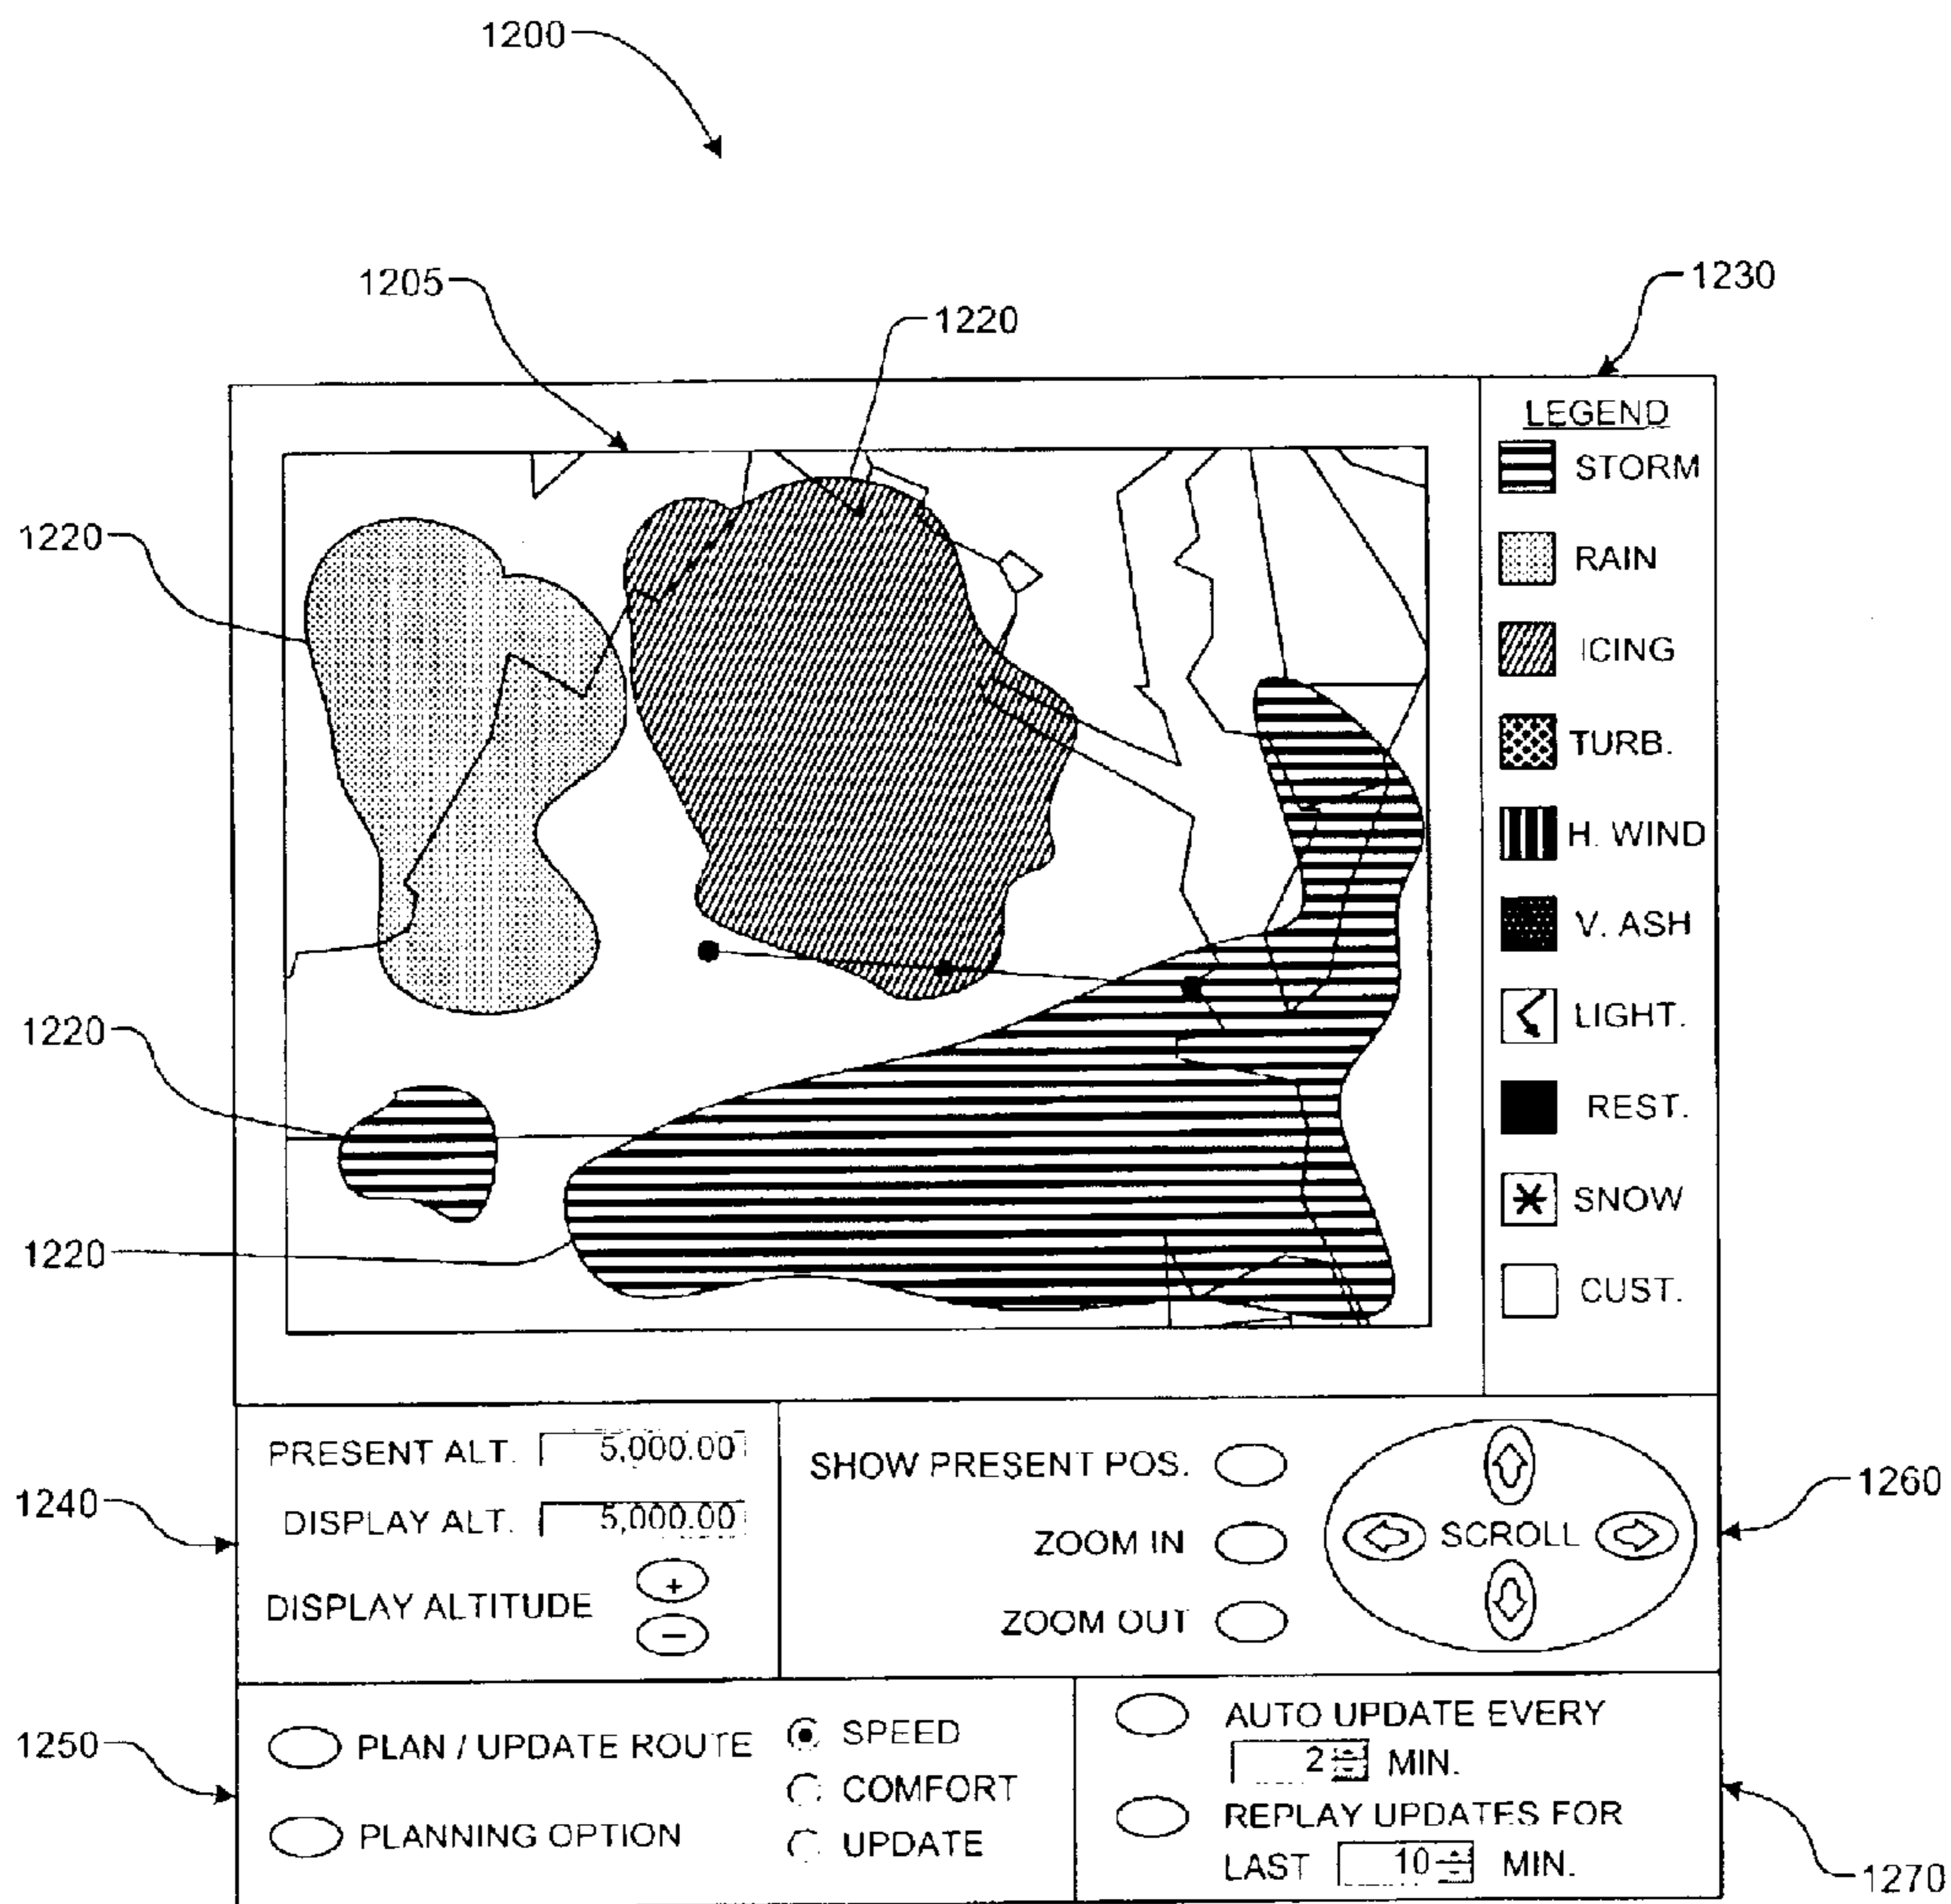 1200
1205
1220
1230
LEGEND
STORM
RAIN
ICING
TURB.
H. WIND
V. ASH
LIGHT.
REST.
SNOW
CUST.
1220
1220
1220
PRESENT ALT. 5,000.00
DISPLAY ALT. 5,000.00
DISPLAY ALTITUDE
+
−
1240
SHOW PRESENT POS.
ZOOM IN
ZOOM OUT
SCROLL
1260
1250
PLAN / UPDATE ROUTE
PLANNING OPTION
SPEED
COMFORT
UPDATE
AUTO UPDATE EVERY
2 MIN.
REPLAY UPDATES FOR
LAST 10 MIN.
1270